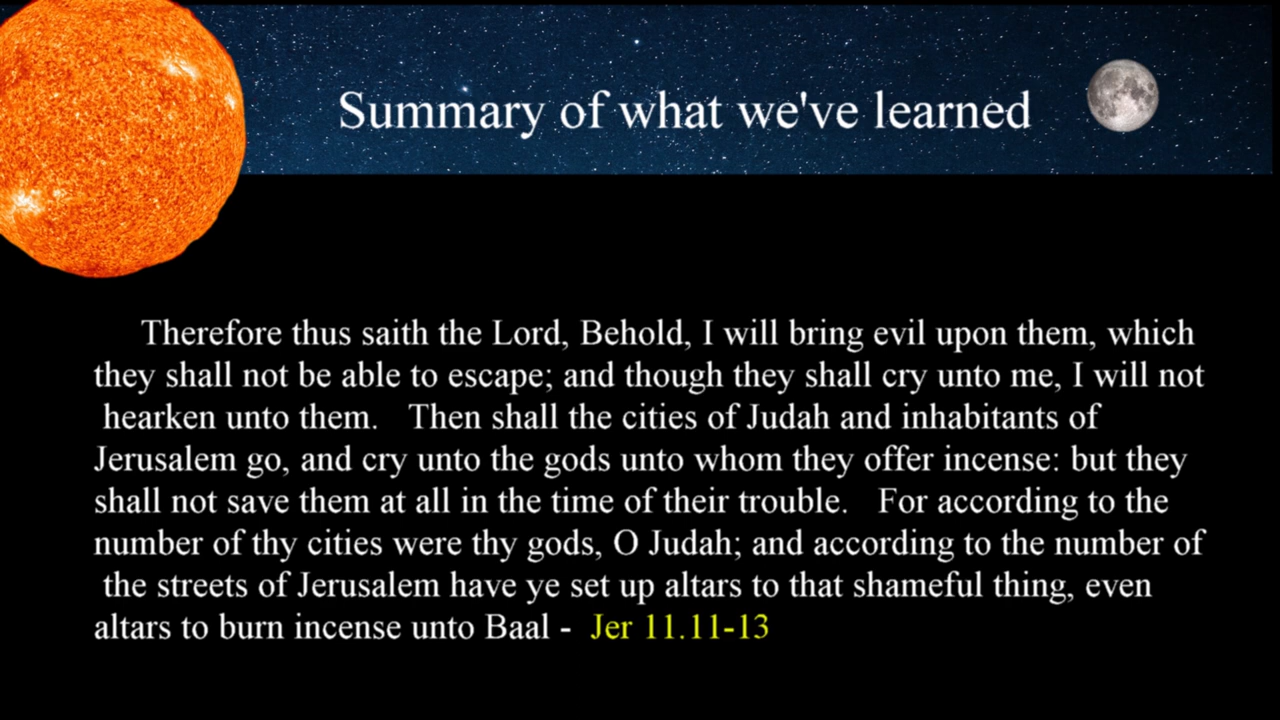 Summary of what we've learned
Therefore thus saith the Lord, Behold, I will bring evil upon them, which
they shall not be able to escape; and though they shall cry unto me, I will not
hearken unto them. Then shall the cities of Judah and inhabitants of
Jerusalem go, and cry unto the gods unto whom they offer incense: but they
shall not save them at all in the time of their trouble. For according to the
number of thy cities were thy gods, O Judah; and according to the number of
the streets of Jerusalem have ye set up altars to that shameful thing, even
altars to burn incense unto Baal - Jer 11.11-13